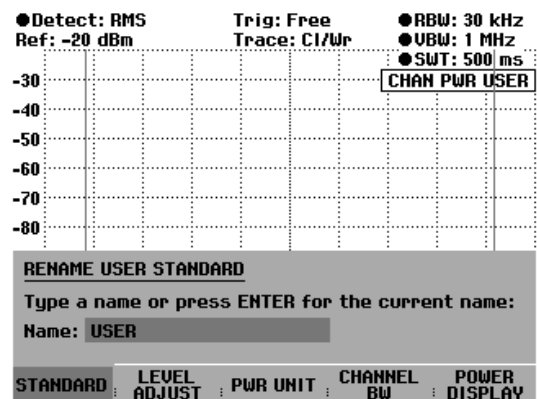 ●Detect: RMS Trig: Free ●RBW: 30 kHz
Ref: -20 dBm Trace: Cl/Wr ●VBW: 1 MHz
●SWT: 500 ms
CHAN PWR USER
-30
-40
-50
-60
-70
-80
RENAME USER STANDARD
Type a name or press ENTER for the current name:
Name: USER
STANDARD LEVEL ADJUST PWR UNIT CHANNEL BW POWER DISPLAY